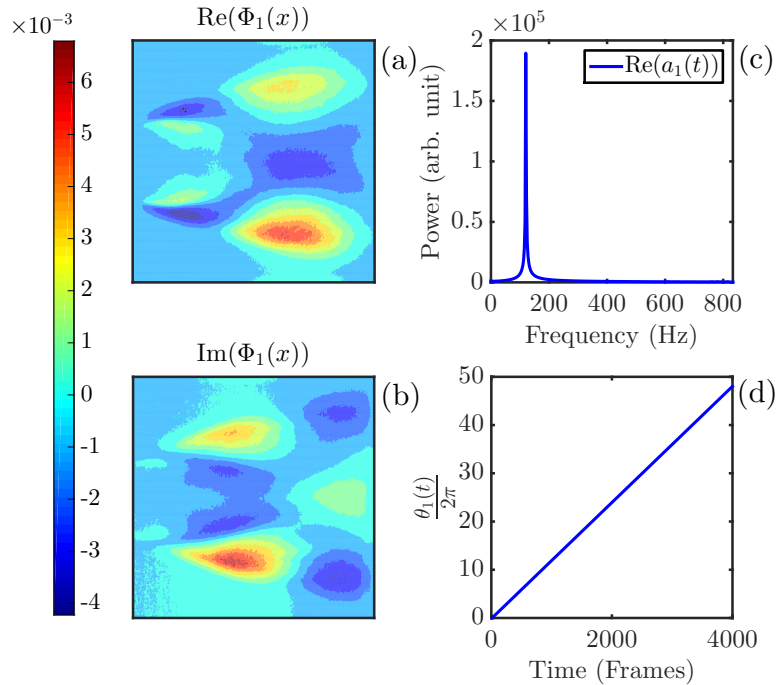 ×10⁻³
6
5
4
3
2
1
0
-1
-2
-3
-4
Re(Φ₁(x))
(a)
Im(Φ₁(x))
(b)
×10⁵
2
1.5
1
0.5
0
Power (arb. unit)
Re(a₁(t))
(c)
0 200 400 600 800
Frequency (Hz)
50
40
30
20
10
0
θ₁(t)
2π
(d)
0 2000 4000
Time (Frames)